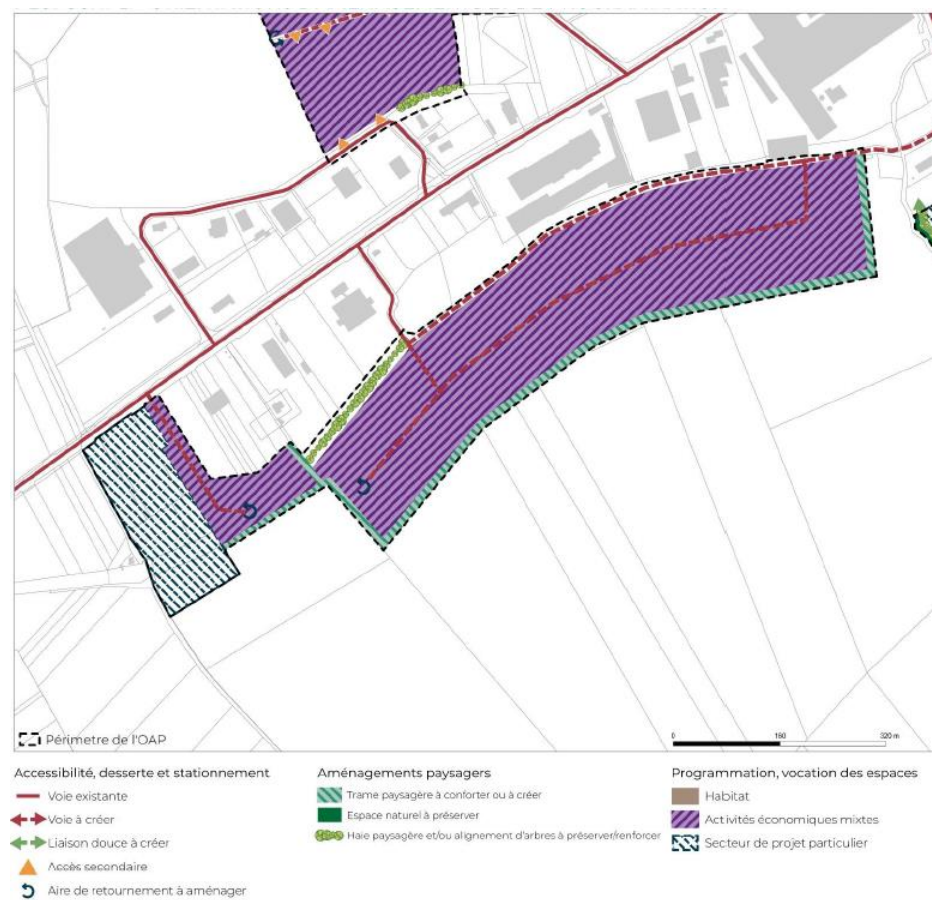 Périmetre de l'OAP
0 160 320 m
Accessibilité, desserte et stationnement
Voie existante
Voie à créer
Liaison douce à créer
Accès secondaire
Aire de retournement à aménager
Aménagements paysagers
Trame paysagère à conforter ou à créer
Espace naturel à préserver
Haie paysagère et/ou alignement d'arbres à préserver/renforcer
Programmation, vocation des espaces
Habitat
Activités économiques mixtes
Secteur de projet particulier